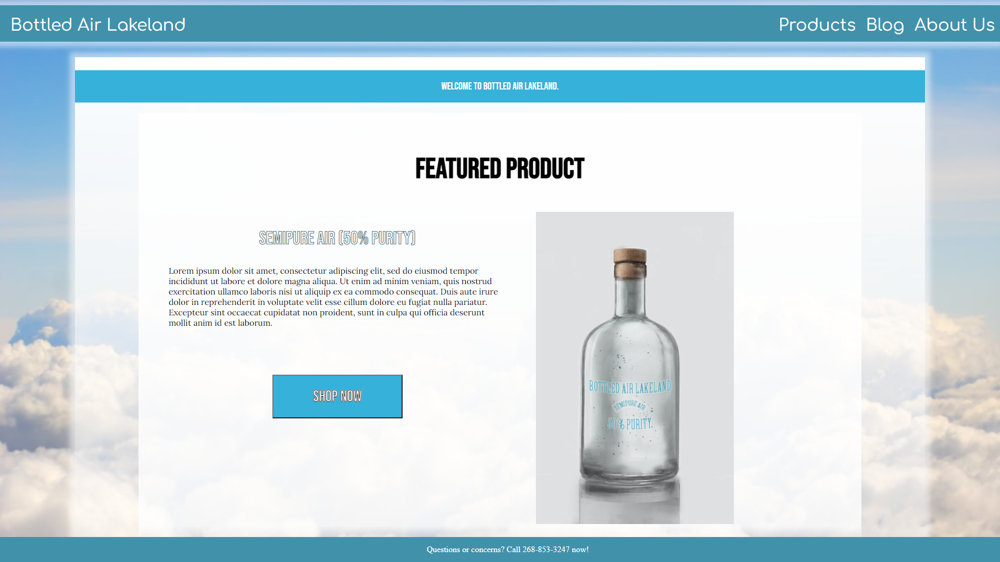 Bottled Air Lakeland
Products Blog About Us
WELCOME TO BOTTLED AIR LAKELAND.
FEATURED PRODUCT
SEMIPURE AIR (50% PURITY)
Lorem ipsum dolor sit amet, consectetur adipiscing elit, sed do eiusmod tempor
incididunt ut labore et dolore magna aliqua. Ut enim ad minim veniam, quis nostrud
exercitation ullamco laboris nisi ut aliquip ex ea commodo consequat. Duis aute irure
dolor in reprehenderit in voluptate velit esse cillum dolore eu fugiat nulla pariatur.
Excepteur sint occaecat cupidatat non proident, sunt in culpa qui officia deserunt
mollit anim id est laborum.
SHOP NOW
BOTTLED AIR LAKELAND
SEMIPURE AIR
50% PURITY.
Questions or concerns? Call 268-853-3247 now!